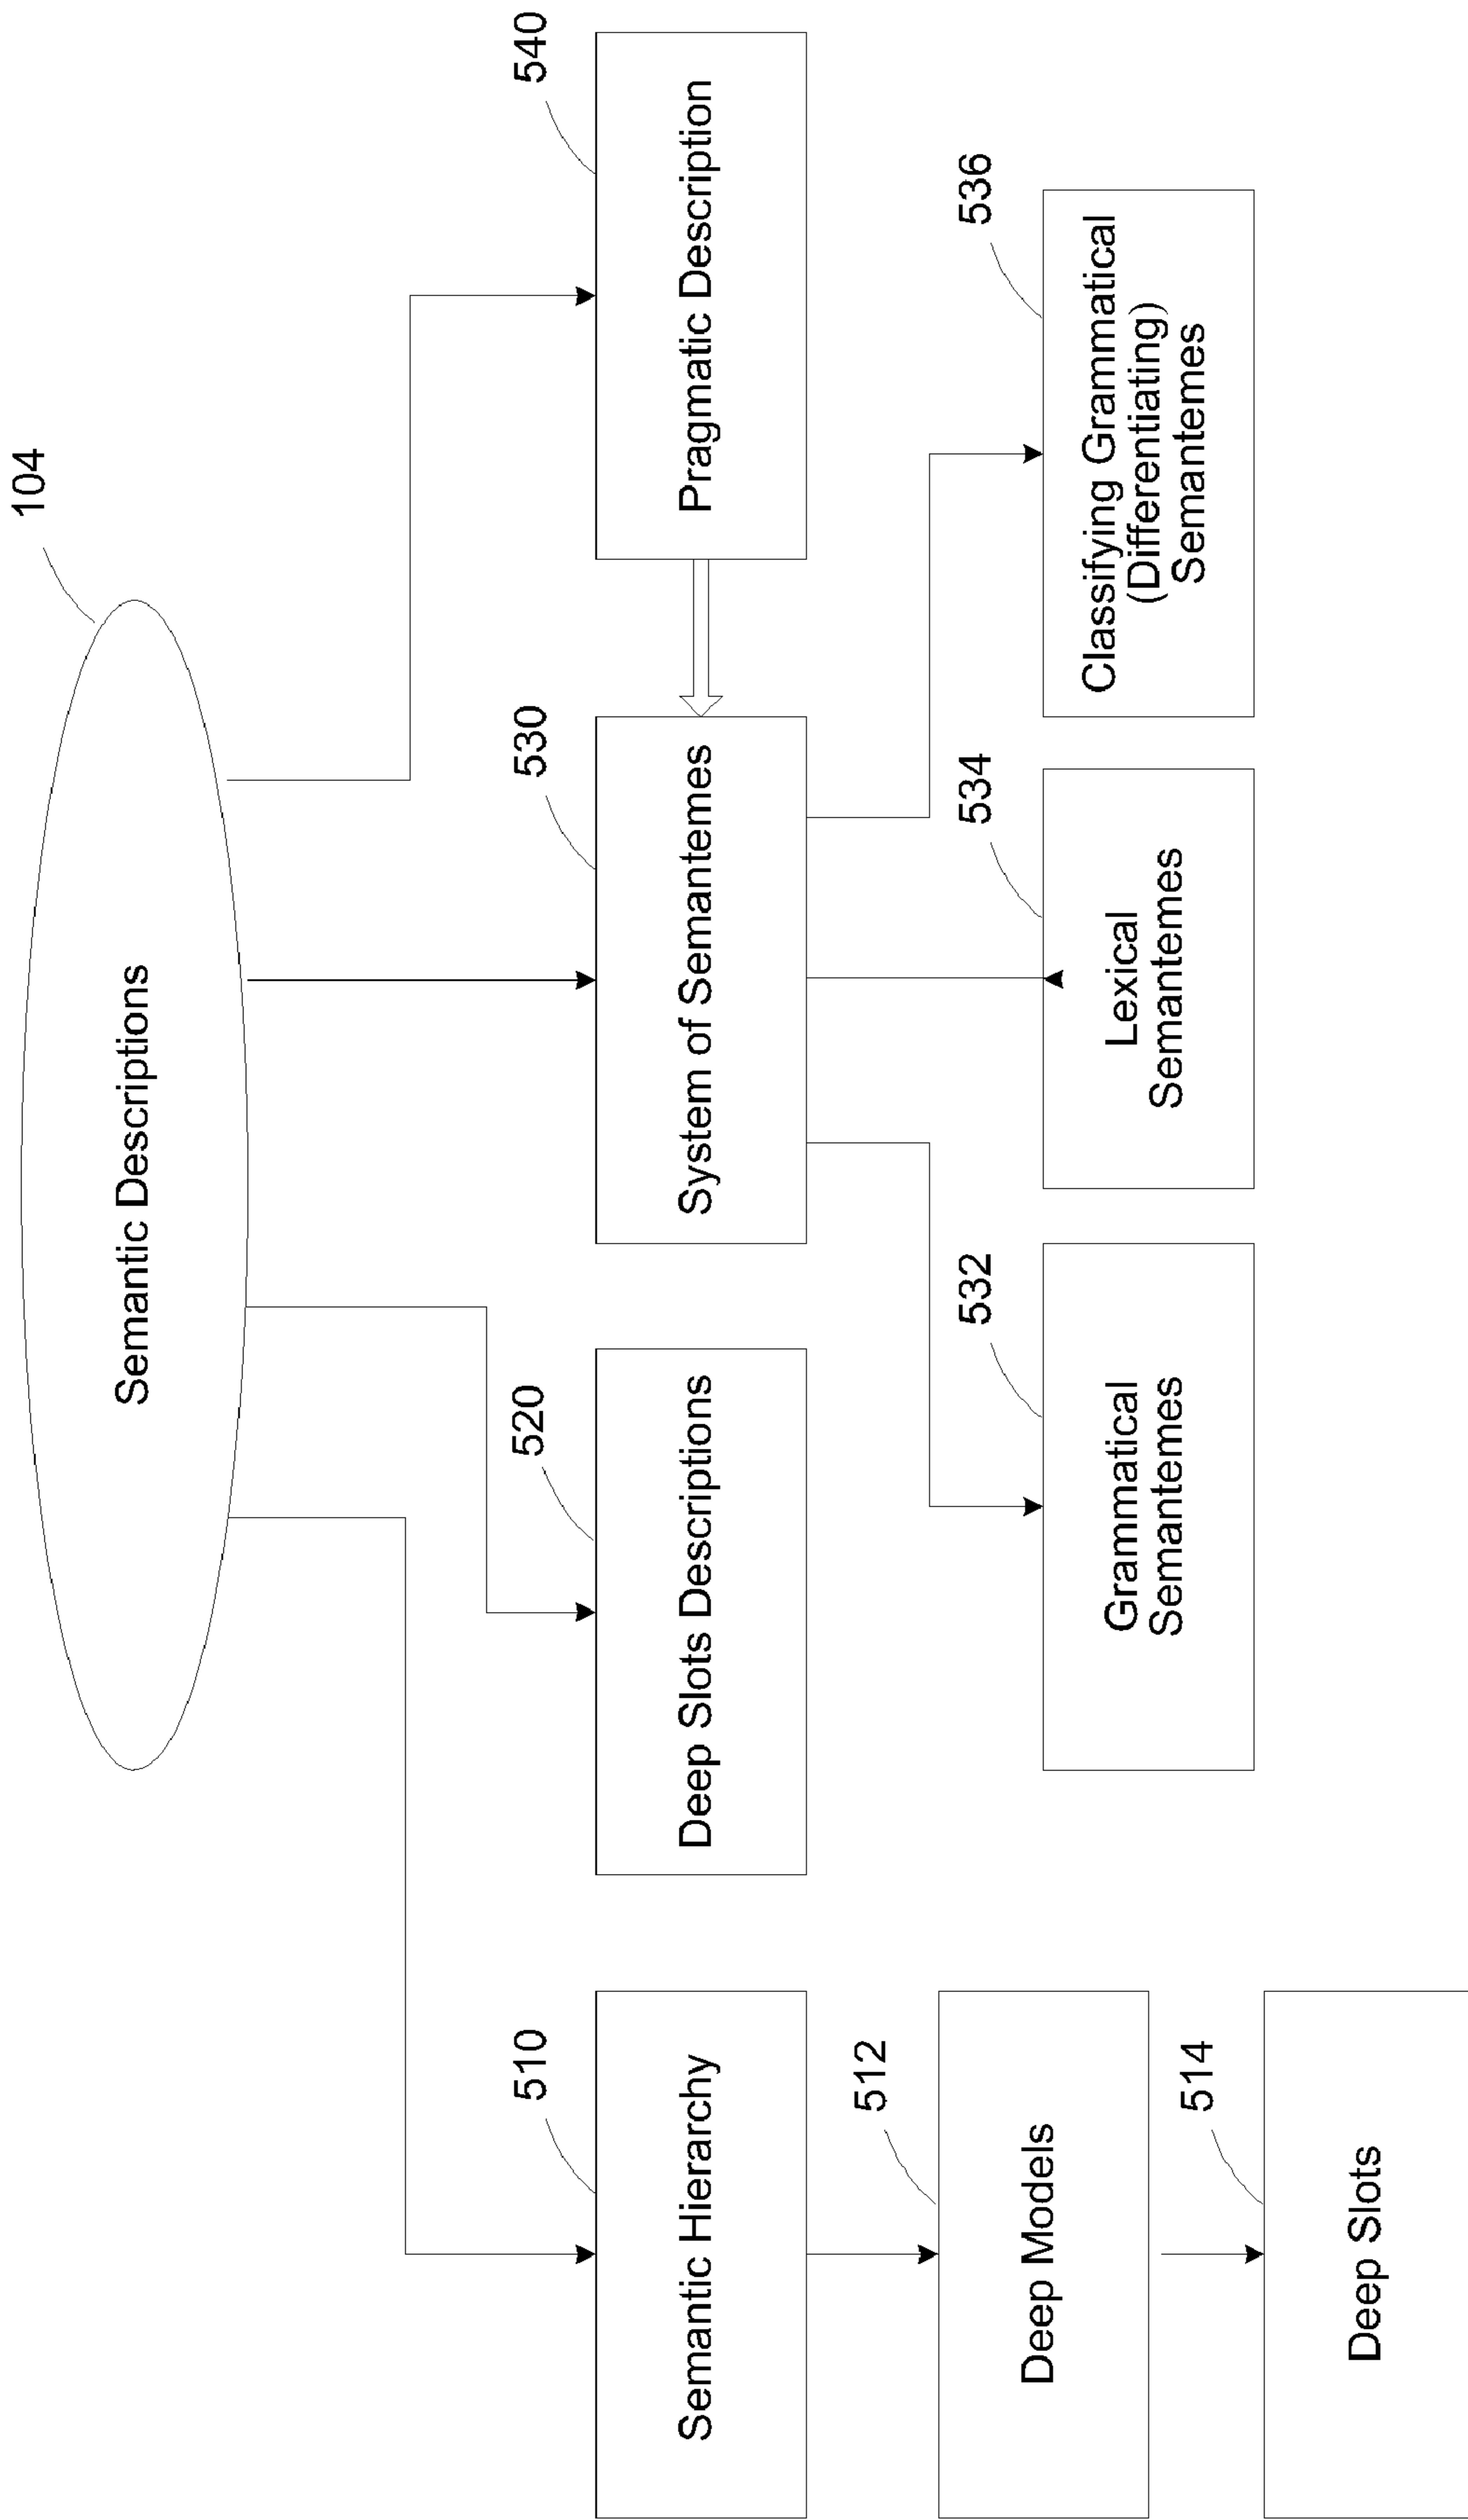 104
Semantic Descriptions
510
Semantic Hierarchy
520
Deep Slots Descriptions
530
System of Semantemes
540
Pragmatic Description
512
Deep Models
532
Grammatical
Semantemes
534
Lexical
Semantemes
536
Classifying Grammatical
(Differentiating)
Semantemes
514
Deep Slots